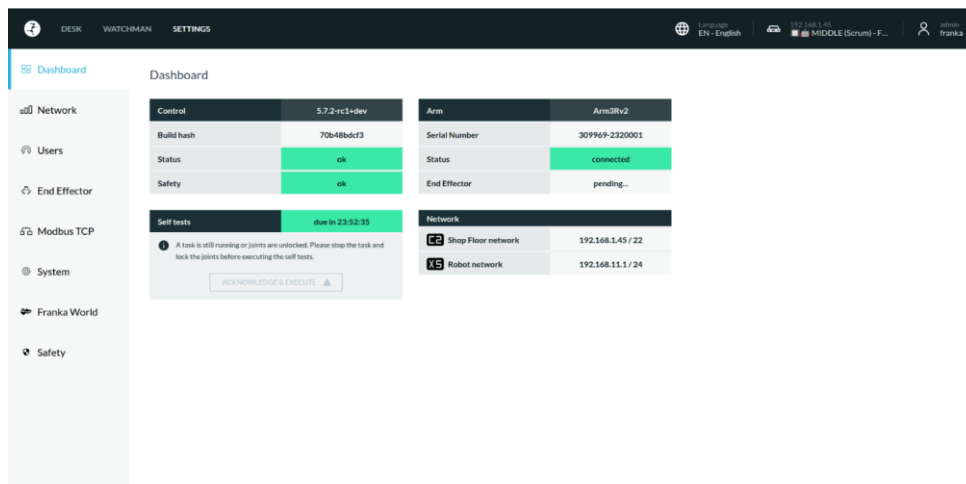 DESK WATCHMAN SETTINGS
Language
EN - English
192.168.1.45
MIDDLE (Scrum) - F...
admin
franka
Dashboard
Network
Users
End Effector
Modbus TCP
System
Franka World
Safety
Dashboard
Control 5.7.2-rc1+dev
Build hash 70b48bdcf3
Status ok
Safety ok
Arm Arm3Rv2
Serial Number 309969-2320001
Status connected
End Effector pending...
Self tests due in 23:52:35
A task is still running or joints are unlocked. Please stop the task and
lock the joints before executing the self tests.
ACKNOWLEDGE & EXECUTE
Network
C2 Shop Floor network 192.168.1.45 / 22
X5 Robot network 192.168.11.1 / 24